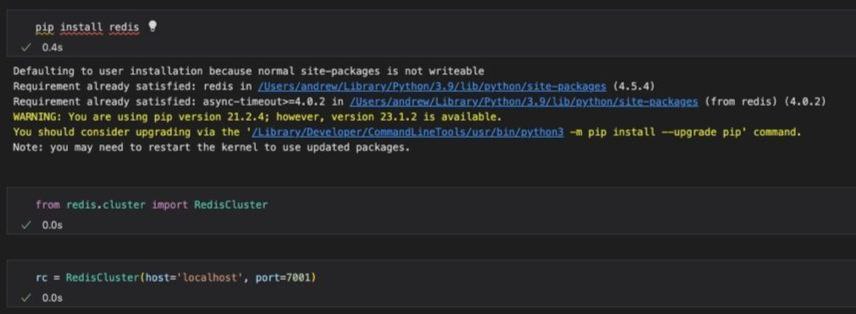 pip install redis
0.4s
Defaulting to user installation because normal site-packages is not writeable
Requirement already satisfied: redis in /Users/andrew/Library/Python/3.9/lib/python/site-packages (4.5.4)
Requirement already satisfied: async-timeout>=4.0.2 in /Users/andrew/Library/Python/3.9/lib/python/site-packages (from redis) (4.0.2)
WARNING: You are using pip version 21.2.4; however, version 23.1.2 is available.
You should consider upgrading via the '/Library/Developer/CommandLineTools/usr/bin/python3 -m pip install --upgrade pip' command.
Note: you may need to restart the kernel to use updated packages.
from redis.cluster import RedisCluster
0.0s
rc = RedisCluster(host='localhost', port=7001)
0.0s